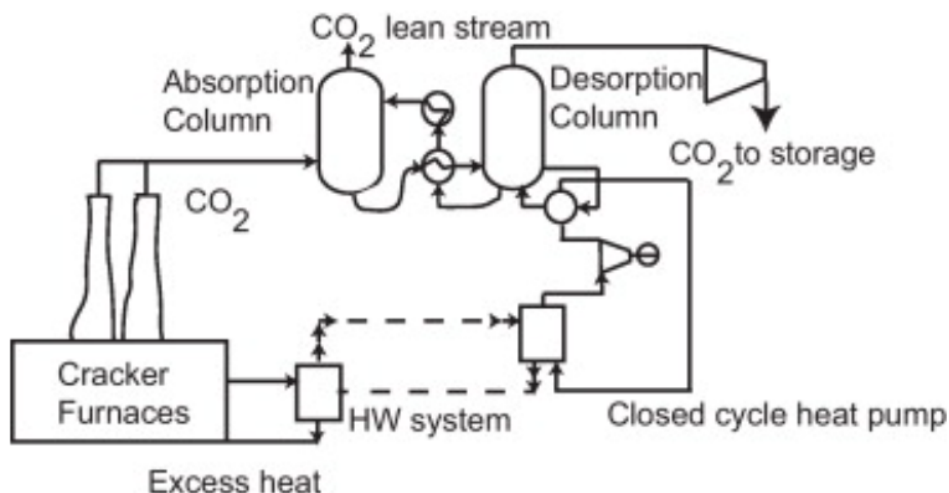 CO2 lean stream
Absorption
Column
Desorption
Column
CO2 to storage
CO2
Cracker
Furnaces
HW system
Closed cycle heat pump
Excess heat